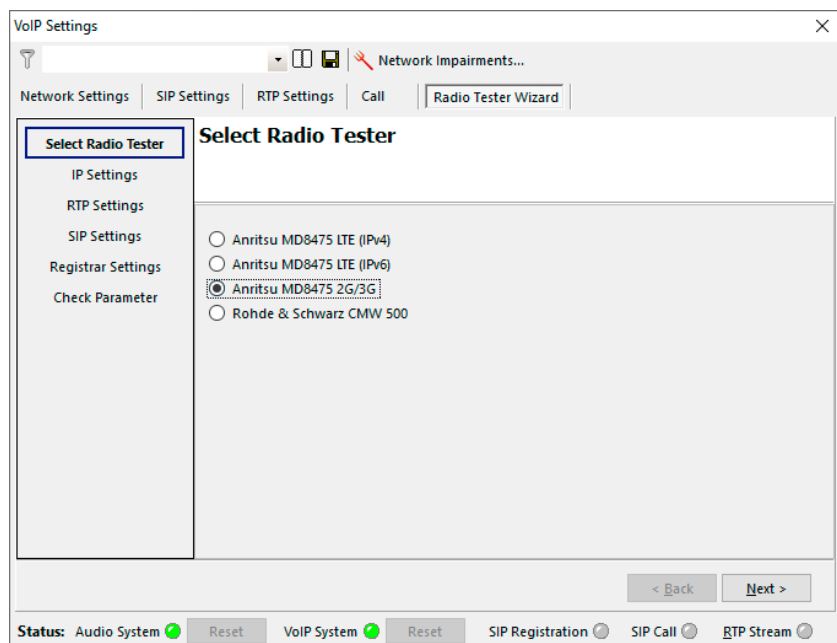 VoIP Settings
Network Impairments...
Network Settings SIP Settings RTP Settings Call Radio Tester Wizard
Select Radio Tester
IP Settings
RTP Settings
SIP Settings
Registrar Settings
Check Parameter
Select Radio Tester
Anritsu MD8475 LTE (IPv4)
Anritsu MD8475 LTE (IPv6)
Anritsu MD8475 2G/3G
Rohde & Schwarz CMW 500
< Back Next >
Status: Audio System Reset VoIP System Reset SIP Registration SIP Call RTP Stream